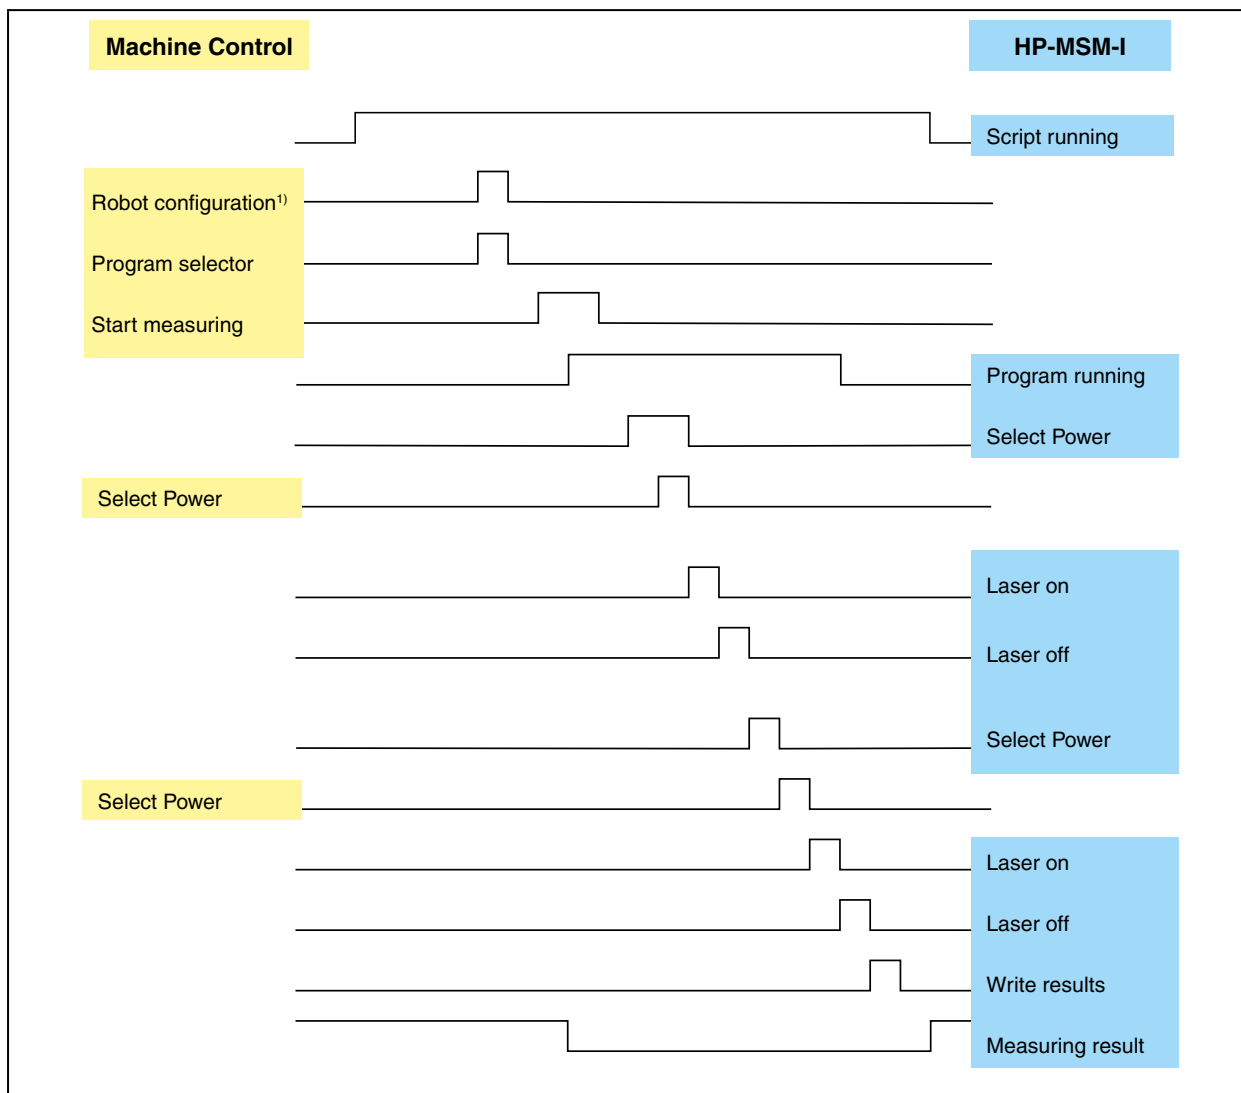 Machine Control
HP-MSM-I
Script running
Robot configuration1)
Program selector
Start measuring
Program running
Select Power
Select Power
Laser on
Laser off
Select Power
Select Power
Laser on
Laser off
Write results
Measuring result